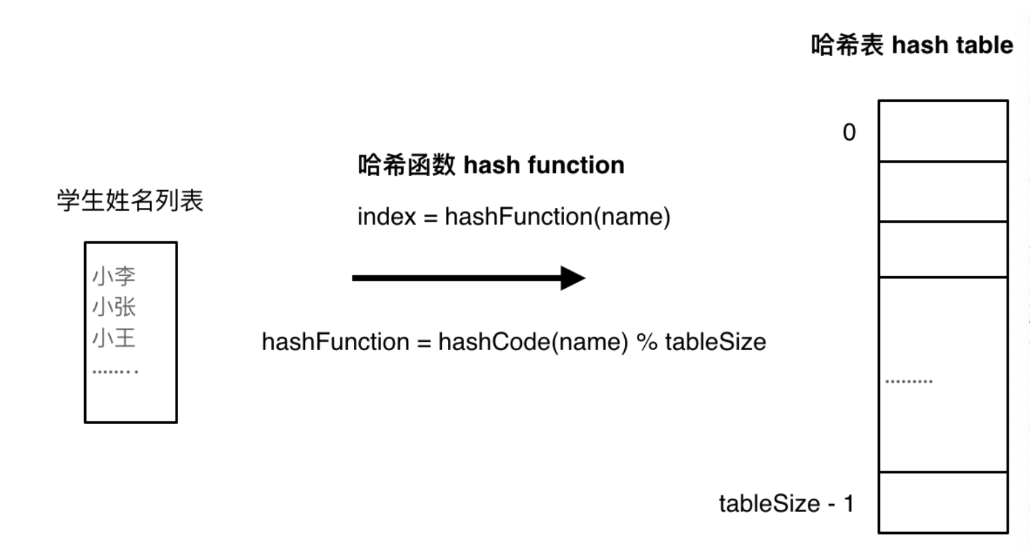 哈希表 hash table
0
哈希函数 hash function
学生姓名列表
index = hashFunction(name)
小李
小张
小王
........
hashFunction = hashCode(name) % tableSize
.........
tableSize - 1